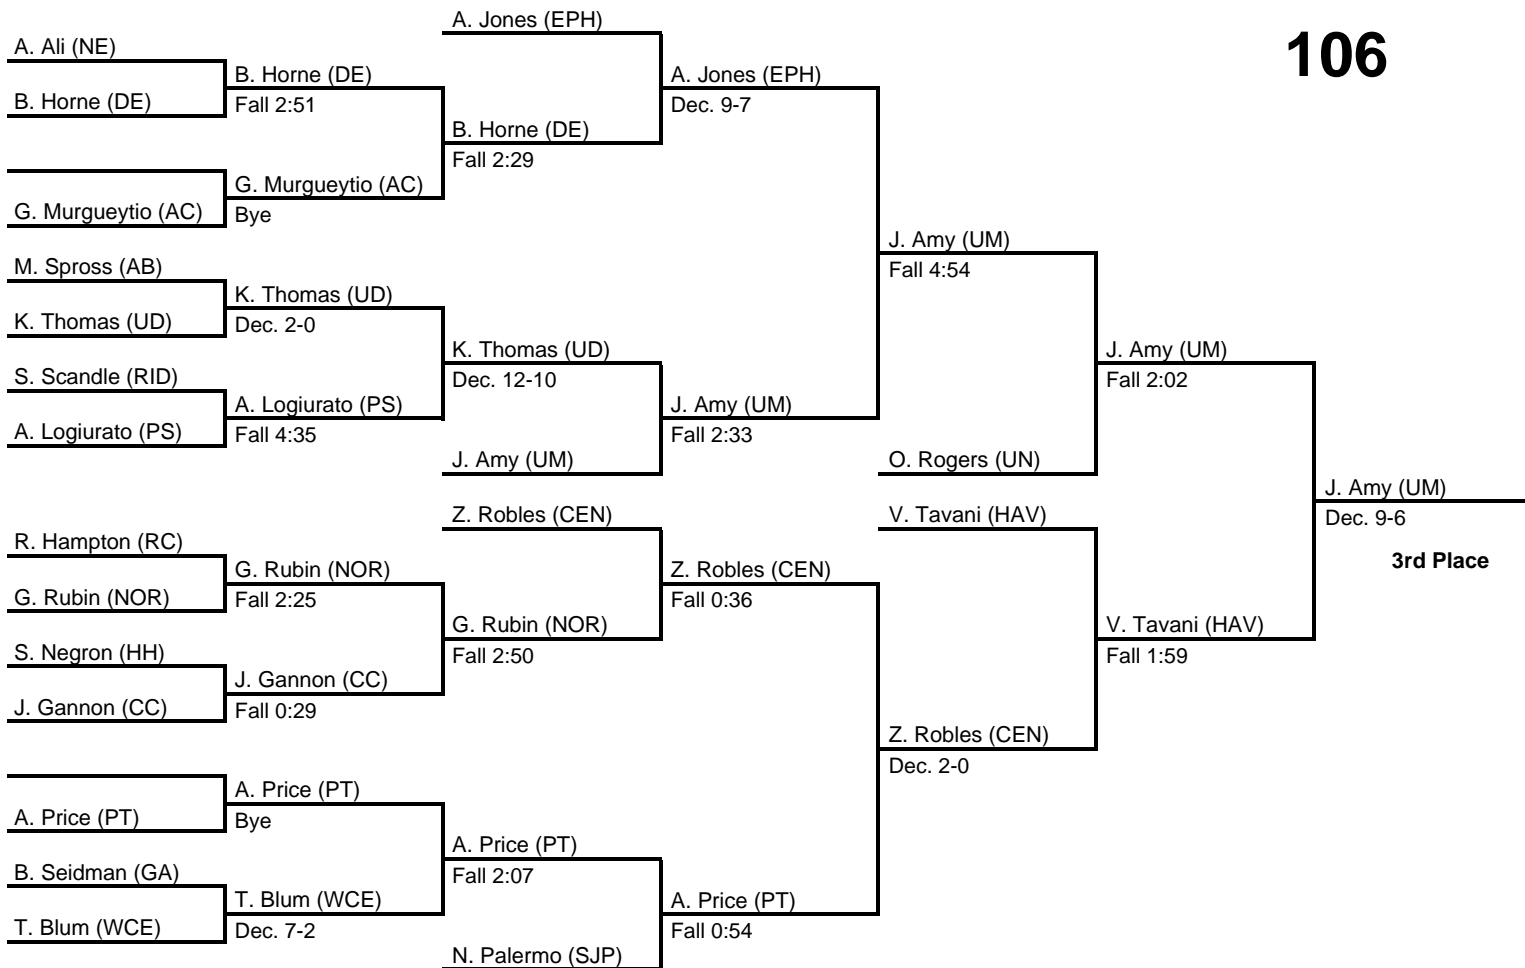 106
A. Ali (NE)
B. Horne (DE)
G. Murgueytio (AC)
M. Spross (AB)
K. Thomas (UD)
S. Scandle (RID)
A. Logiurato (PS)
R. Hampton (RC)
G. Rubin (NOR)
S. Negron (HH)
J. Gannon (CC)
A. Price (PT)
B. Seidman (GA)
T. Blum (WCE)
B. Horne (DE)
Fall 2:51
G. Murgueytio (AC)
Bye
K. Thomas (UD)
Dec. 2-0
A. Logiurato (PS)
Fall 4:35
G. Rubin (NOR)
Fall 2:25
J. Gannon (CC)
Fall 0:29
A. Price (PT)
Bye
T. Blum (WCE)
Dec. 7-2
A. Jones (EPH)
B. Horne (DE)
Fall 2:29
K. Thomas (UD)
Dec. 12-10
J. Amy (UM)
Z. Robles (CEN)
G. Rubin (NOR)
Fall 2:50
A. Price (PT)
Fall 2:07
N. Palermo (SJP)
A. Jones (EPH)
Dec. 9-7
J. Amy (UM)
Fall 2:33
Z. Robles (CEN)
Fall 0:36
A. Price (PT)
Fall 0:54
J. Amy (UM)
Fall 4:54
O. Rogers (UN)
V. Tavani (HAV)
Z. Robles (CEN)
Dec. 2-0
J. Amy (UM)
Fall 2:02
V. Tavani (HAV)
Fall 1:59
J. Amy (UM)
Dec. 9-6
3rd Place